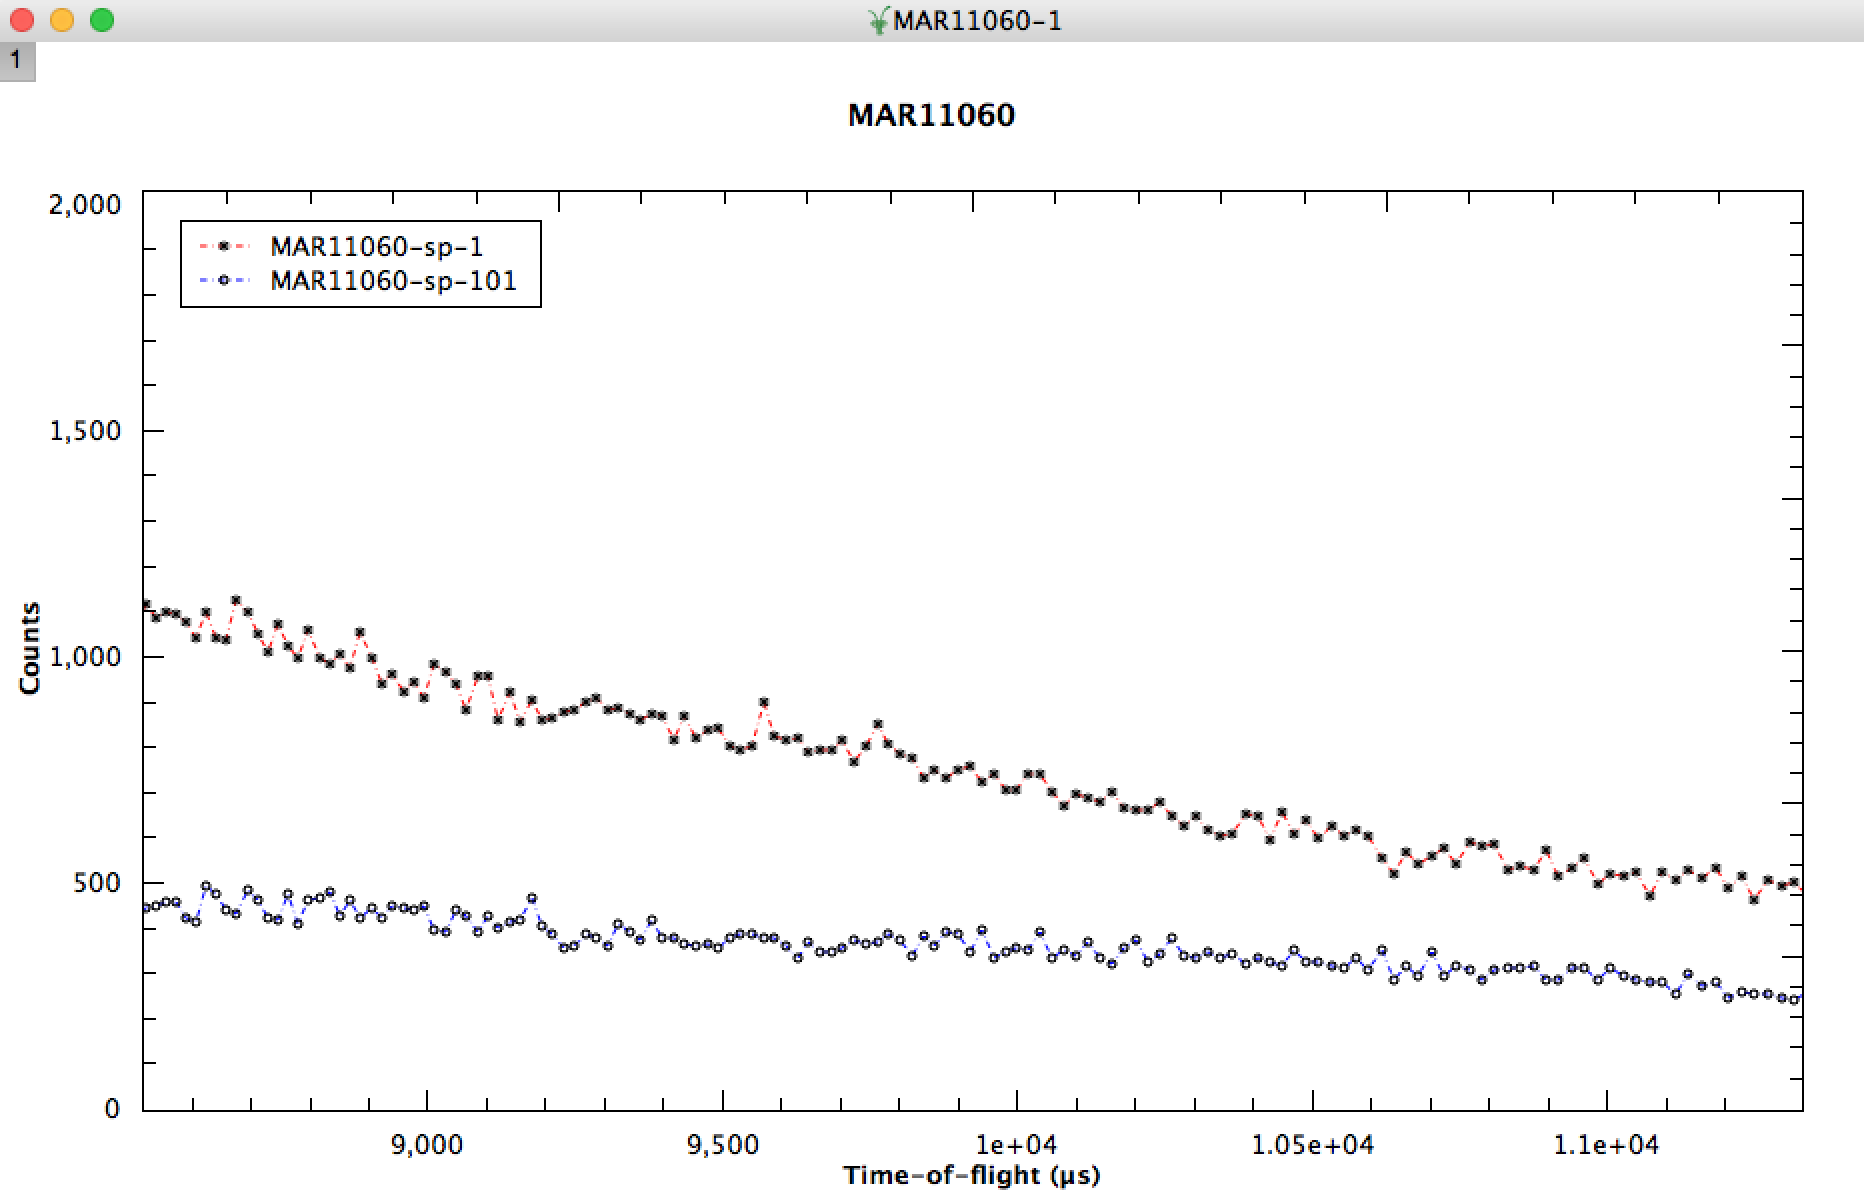 MAR11060-1
1
MAR11060
2,000
1,500
1,000
500
0
MAR11060-sp-1
MAR11060-sp-101
Counts
9,000 9,500 1e+04 1.05e+04 1.1e+04
Time-of-flight (µs)